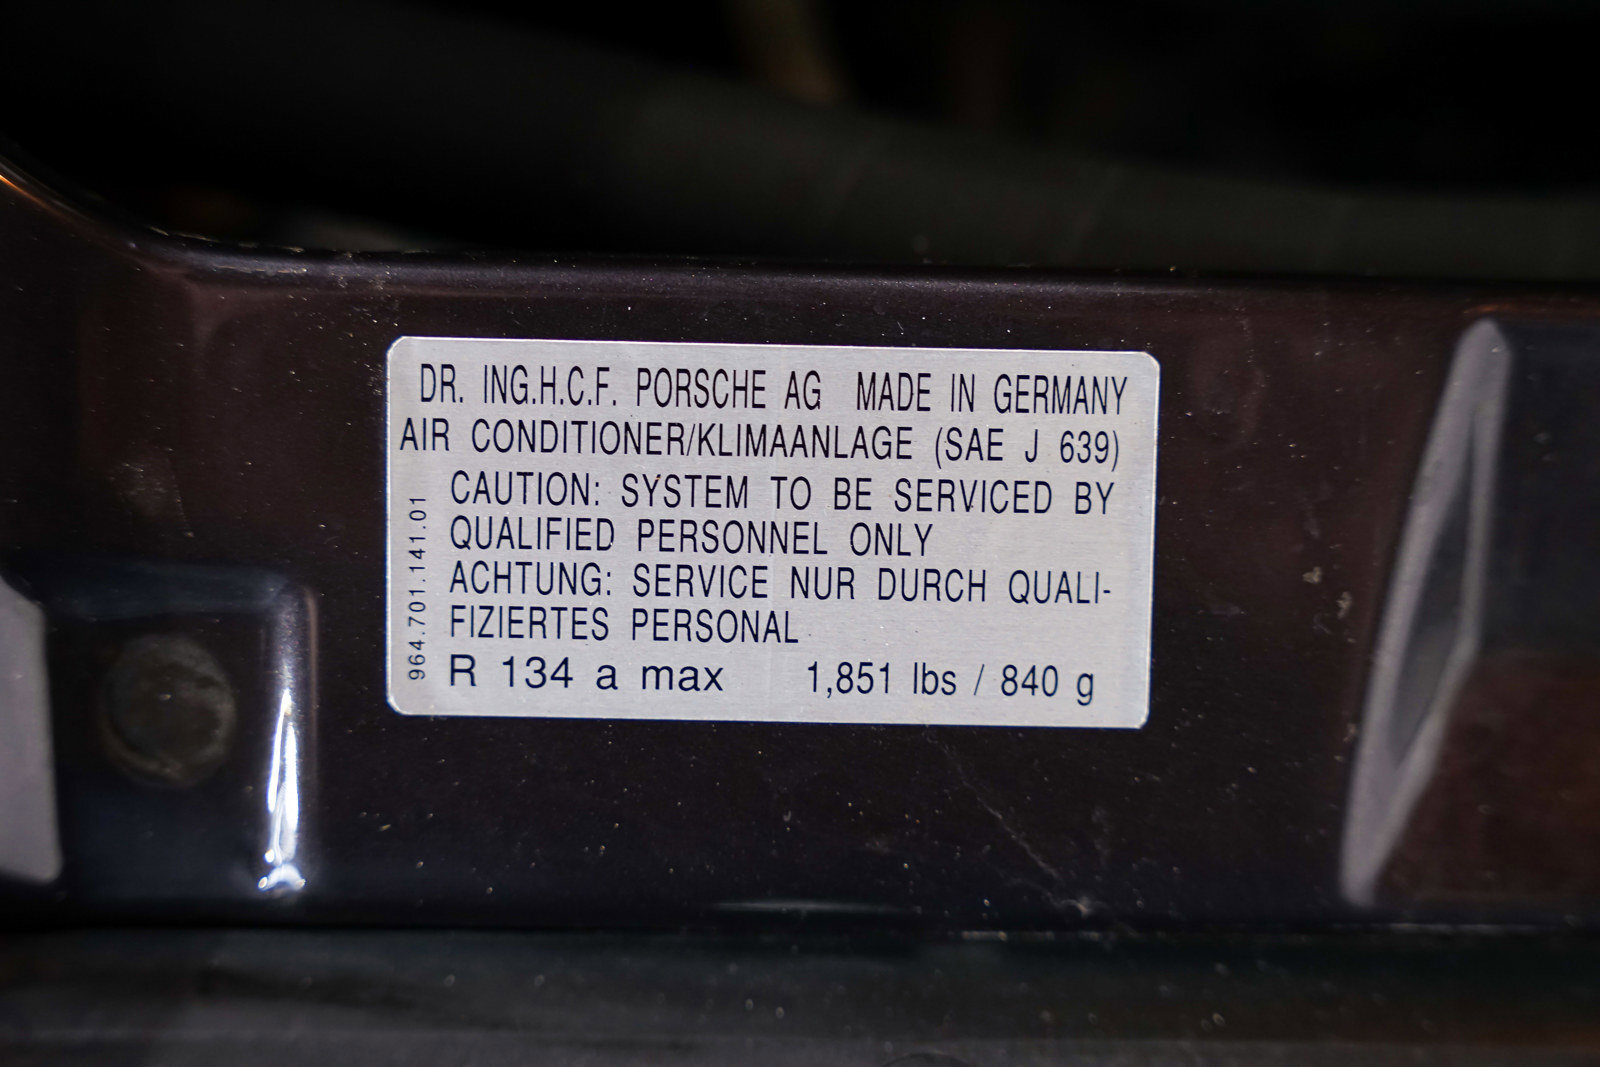 DR. ING.H.C.F. PORSCHE AG MADE IN GERMANY
AIR CONDITIONER/KLIMAANLAGE (SAE J 639)
CAUTION: SYSTEM TO BE SERVICED BY
QUALIFIED PERSONNEL ONLY
ACHTUNG: SERVICE NUR DURCH QUALI-
FIZIERTES PERSONAL
R 134 a max 1,851 lbs / 840 g
964.701.141.01